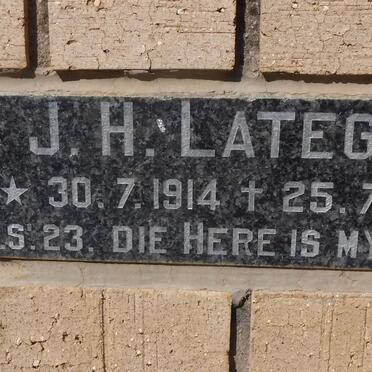 J. H. LATEG
★ 30.7.1914 ✝ 25.7
.S:23. DIE HERE IS MY